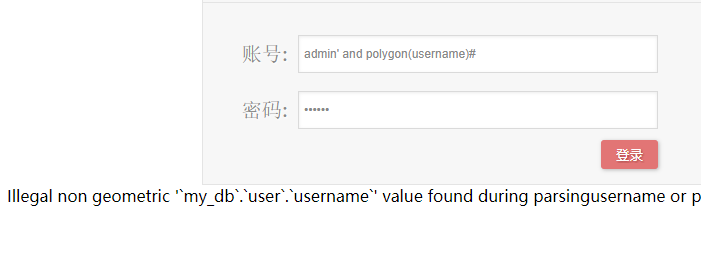 账号: admin' and polygon(username)#
密码: ••••••
登录
Illegal non geometric '`my_db`.`user`.`username`' value found during parsingusername or p